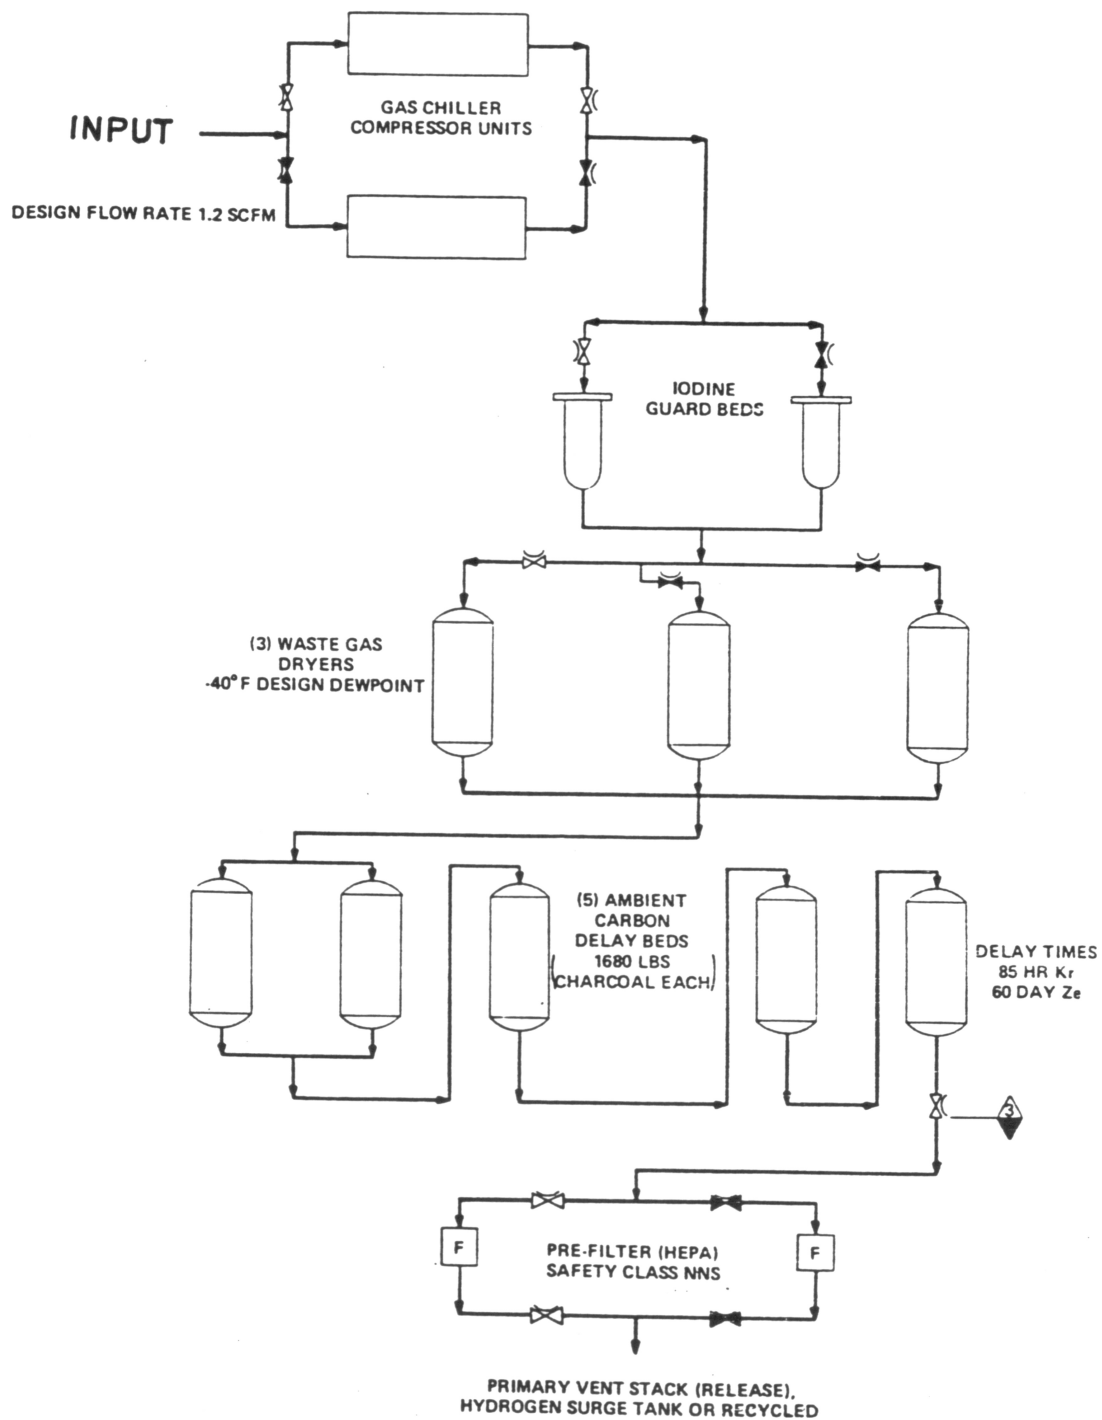 GAS CHILLER
COMPRESSOR UNITS
INPUT
DESIGN FLOW RATE 1.2 SCFM
IODINE
GUARD BEDS
(3) WASTE GAS
DRYERS
-40°F DESIGN DEWPOINT
(5) AMBIENT
CARBON
DELAY BEDS
(1680 LBS
CHARCOAL EACH)
DELAY TIMES
85 HR Kr
60 DAY Ze
3
F
PRE-FILTER (HEPA)
SAFETY CLASS NNS
F
PRIMARY VENT STACK (RELEASE),
HYDROGEN SURGE TANK OR RECYCLED